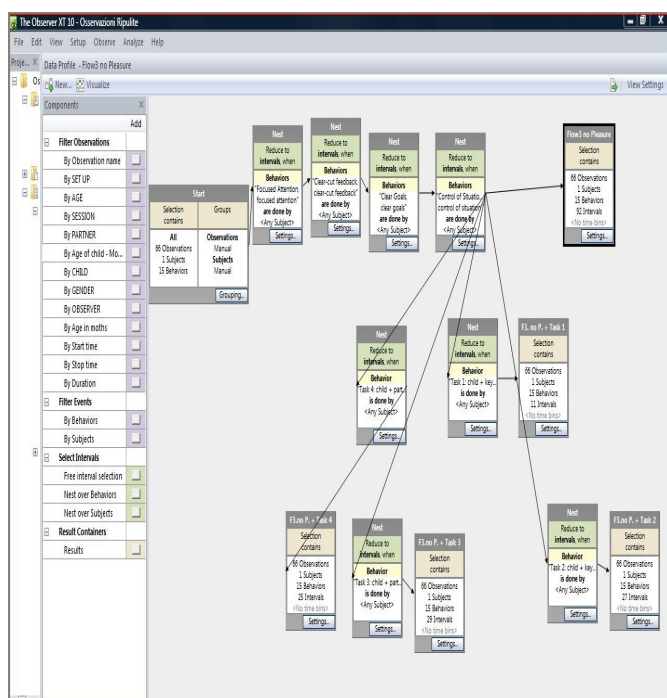 The Observer XT 10 - Osservazioni Ripulite
File Edit View Setup Observe Analyze Help
Proje... X
Data Profile - Flow3 no Pleasure
Os
New... Visualize
View Settings
Components X
Add
Filter Observations
By Observation name
By SET UP
By AGE
By SESSION
By PARTNER
By Age of child - Mo...
By CHILD
By GENDER
By OBSERVER
By Age in moths
By Start time
By Stop time
By Duration
Filter Events
By Behaviors
By Subjects
Select Intervals
Free interval selection
Nest over Behaviors
Nest over Subjects
Result Containers
Results
Start
Selection contains
Groups
All
66 Observations
1 Subjects
15 Behaviors
Observations
Manual
Subjects
Manual
Grouping...
Nest
Reduce to
intervals, when
Behaviors
"Focused Attention,
focused attention"
are done by
<Any Subject>
Settings...
Nest
Reduce to
intervals, when
Behaviors
"Clear-cut feedback,
clear-cut feedback"
are done by
<Any Subject>
Settings...
Nest
Reduce to
intervals, when
Behaviors
"Clear Goals,
clear goals"
are done by
<Any Subject>
Settings...
Nest
Reduce to
intervals, when
Behaviors
"Control of Situatio...
control of situation"
are done by
<Any Subject>
Settings...
Flow3 no Pleasure
Selection
contains
66 Observations
1 Subjects
15 Behaviors
92 Intervals
<No time bins>
Settings...
Nest
Reduce to
intervals, when
Behavior
"Task 4: child + part...
is done by
<Any Subject>
Settings...
Nest
Reduce to
intervals, when
Behavior
"Task 1: child + key...
is done by
<Any Subject>
Settings...
F3. no P. + Task 1
Selection
contains
66 Observations
1 Subjects
15 Behaviors
11 Intervals
<No time bins>
Settings...
F3.no P. + Task 4
Selection
contains
66 Observations
1 Subjects
15 Behaviors
25 Intervals
<No time bins>
Settings...
Nest
Reduce to
intervals, when
Behavior
"Task 3: child + part...
is done by
<Any Subject>
Settings...
F3.no P. + Task 3
Selection
contains
66 Observations
1 Subjects
15 Behaviors
29 Intervals
<No time bins>
Settings...
Nest
Reduce to
intervals, when
Behavior
"Task 2: child + key...
is done by
<Any Subject>
Settings...
F3.no P. + Task 2
Selection
contains
66 Observations
1 Subjects
15 Behaviors
27 Intervals
<No time bins>
Settings...